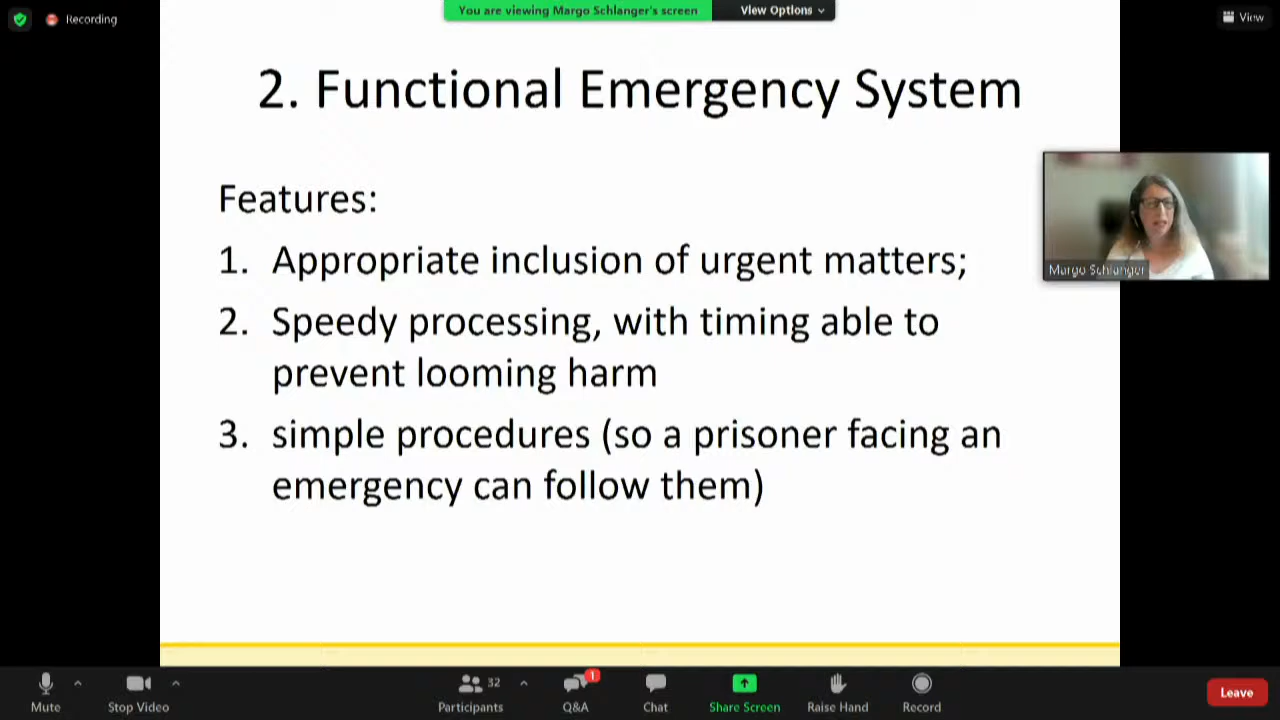 Recording
You are viewing Margo Schlanger's screen
View Options
View
2. Functional Emergency System
Features:
1. Appropriate inclusion of urgent matters;
2. Speedy processing, with timing able to
prevent looming harm
3. simple procedures (so a prisoner facing an
emergency can follow them)
Margo Schlanger
Mute
Stop Video
32
Participants
1
Q&A
Chat
Share Screen
Raise Hand
Record
Leave